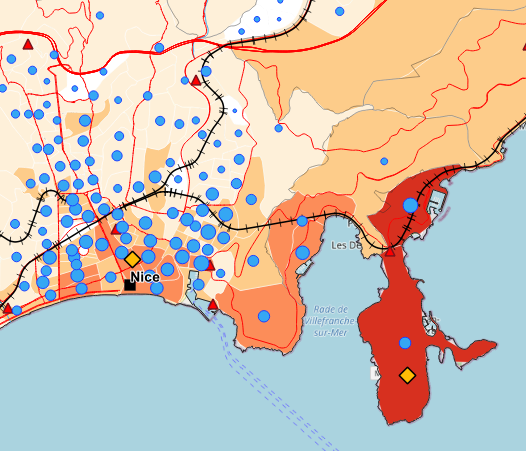 Les De
Nice
Rade de
Villefranche-
sur-Mer